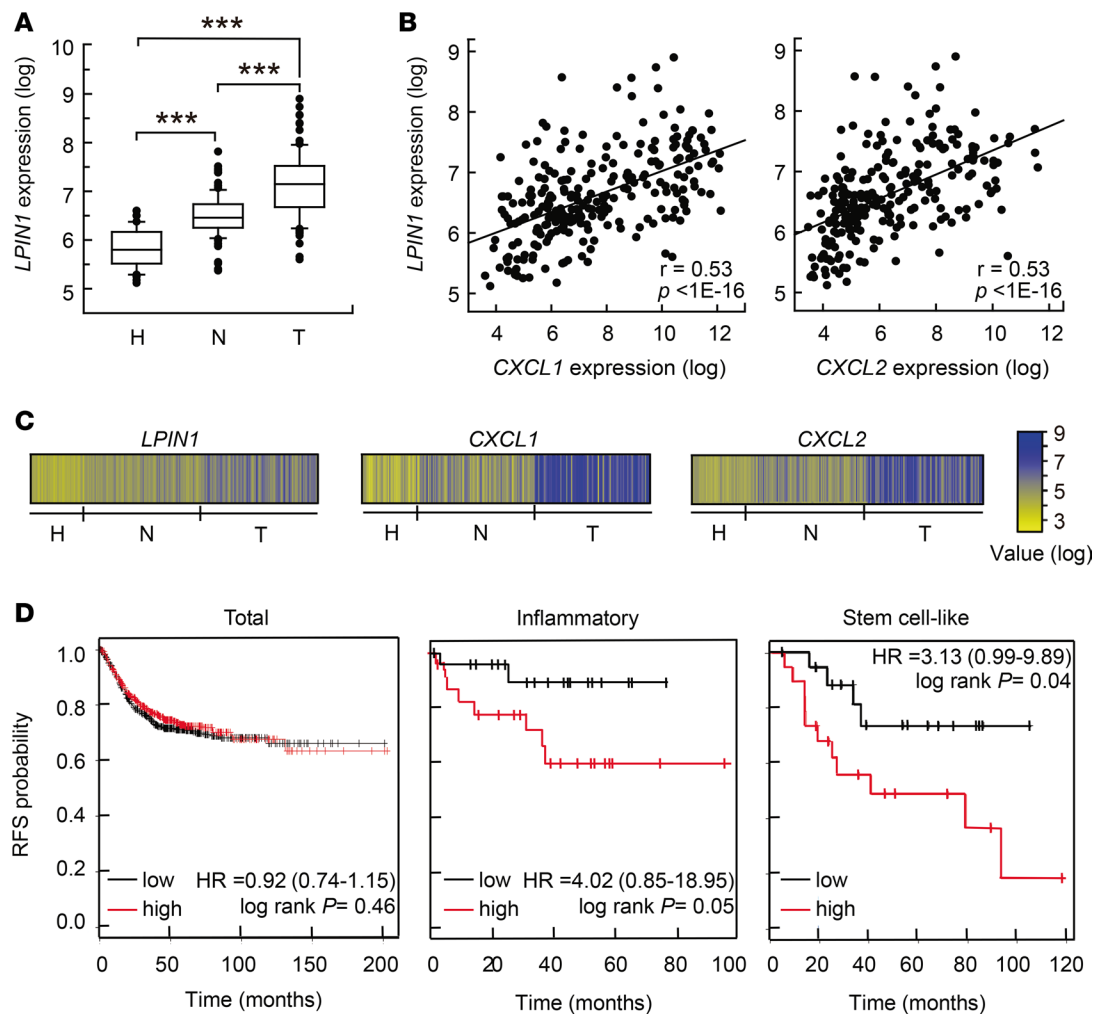 A
LPIN1 expression (log)
10
9
8
7
6
5
***
***
***
H N T
B
LPIN1 expression (log)
9
8
7
6
5
r = 0.53
p <1E-16
4 6 8 10 12
CXCL1 expression (log)
9
8
7
6
5
r = 0.53
p <1E-16
4 6 8 10 12
CXCL2 expression (log)
C
LPIN1
H N T
CXCL1
H N T
CXCL2
H N T
9
7
5
3
Value (log)
D
RFS probability
Total
1.0
0.8
0.6
0.4
0.2
0.0
low
high
HR =0.92 (0.74-1.15)
log rank P= 0.46
0 50 100 150 200
Time (months)
Inflammatory
low
high
HR =4.02 (0.85-18.95)
log rank P= 0.05
0 20 40 60 80 100
Time (months)
Stem cell-like
HR =3.13 (0.99-9.89)
log rank P= 0.04
low
high
0 20 40 60 80 100 120
Time (months)